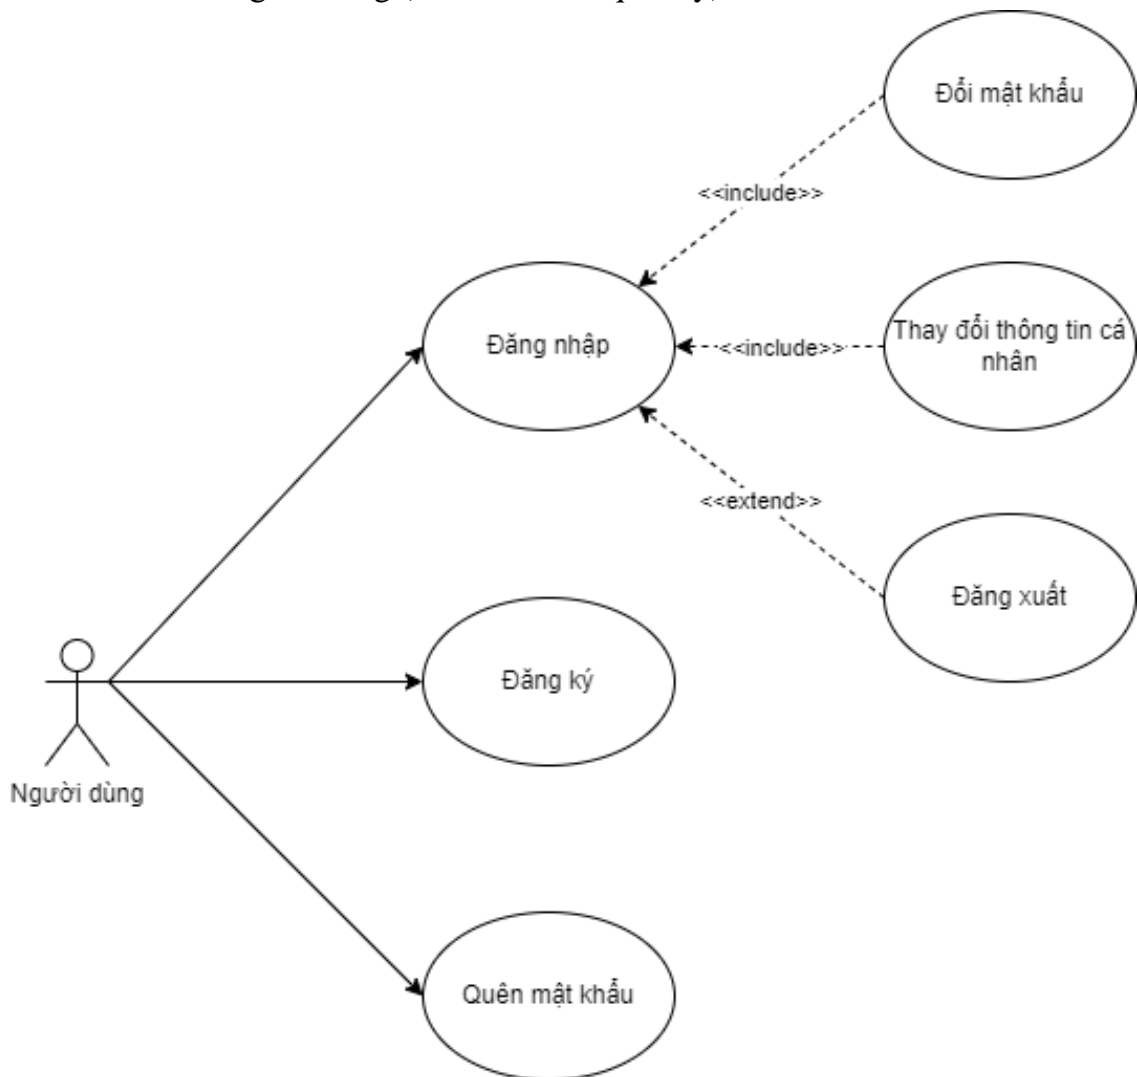 Đổi mật khẩu
<<include>>
Đăng nhập
<<include>>
Thay đổi thông tin cá
nhân
<<extend>>
Đăng xuất
Đăng ký
Người dùng
Quên mật khẩu